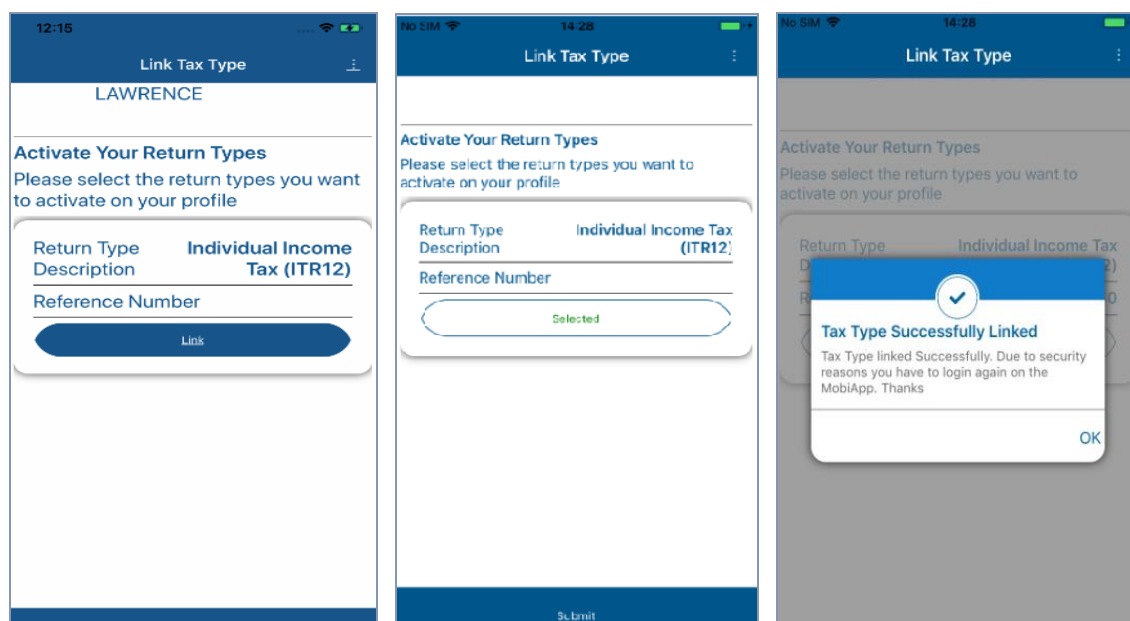 12:15
Link Tax Type
LAWRENCE
Activate Your Return Types
Please select the return types you want
to activate on your profile
Return Type
Description
Individual Income
Tax (ITR12)
Reference Number
Link
No SIM
14:28
Link Tax Type
Activate Your Return Types
Please select the return types you want to
activate on your profile
Return Type
Description
Individual Income Tax
(ITR12)
Reference Number
Selected
Submit
No SIM
14:28
Link Tax Type
Activate Your Return Types
Please select the return types you want to
activate on your profile
Return Type
Individual Income Tax
Tax Type Successfully Linked
Tax Type linked Successfully. Due to security
reasons you have to login again on the
MobiApp. Thanks
OK